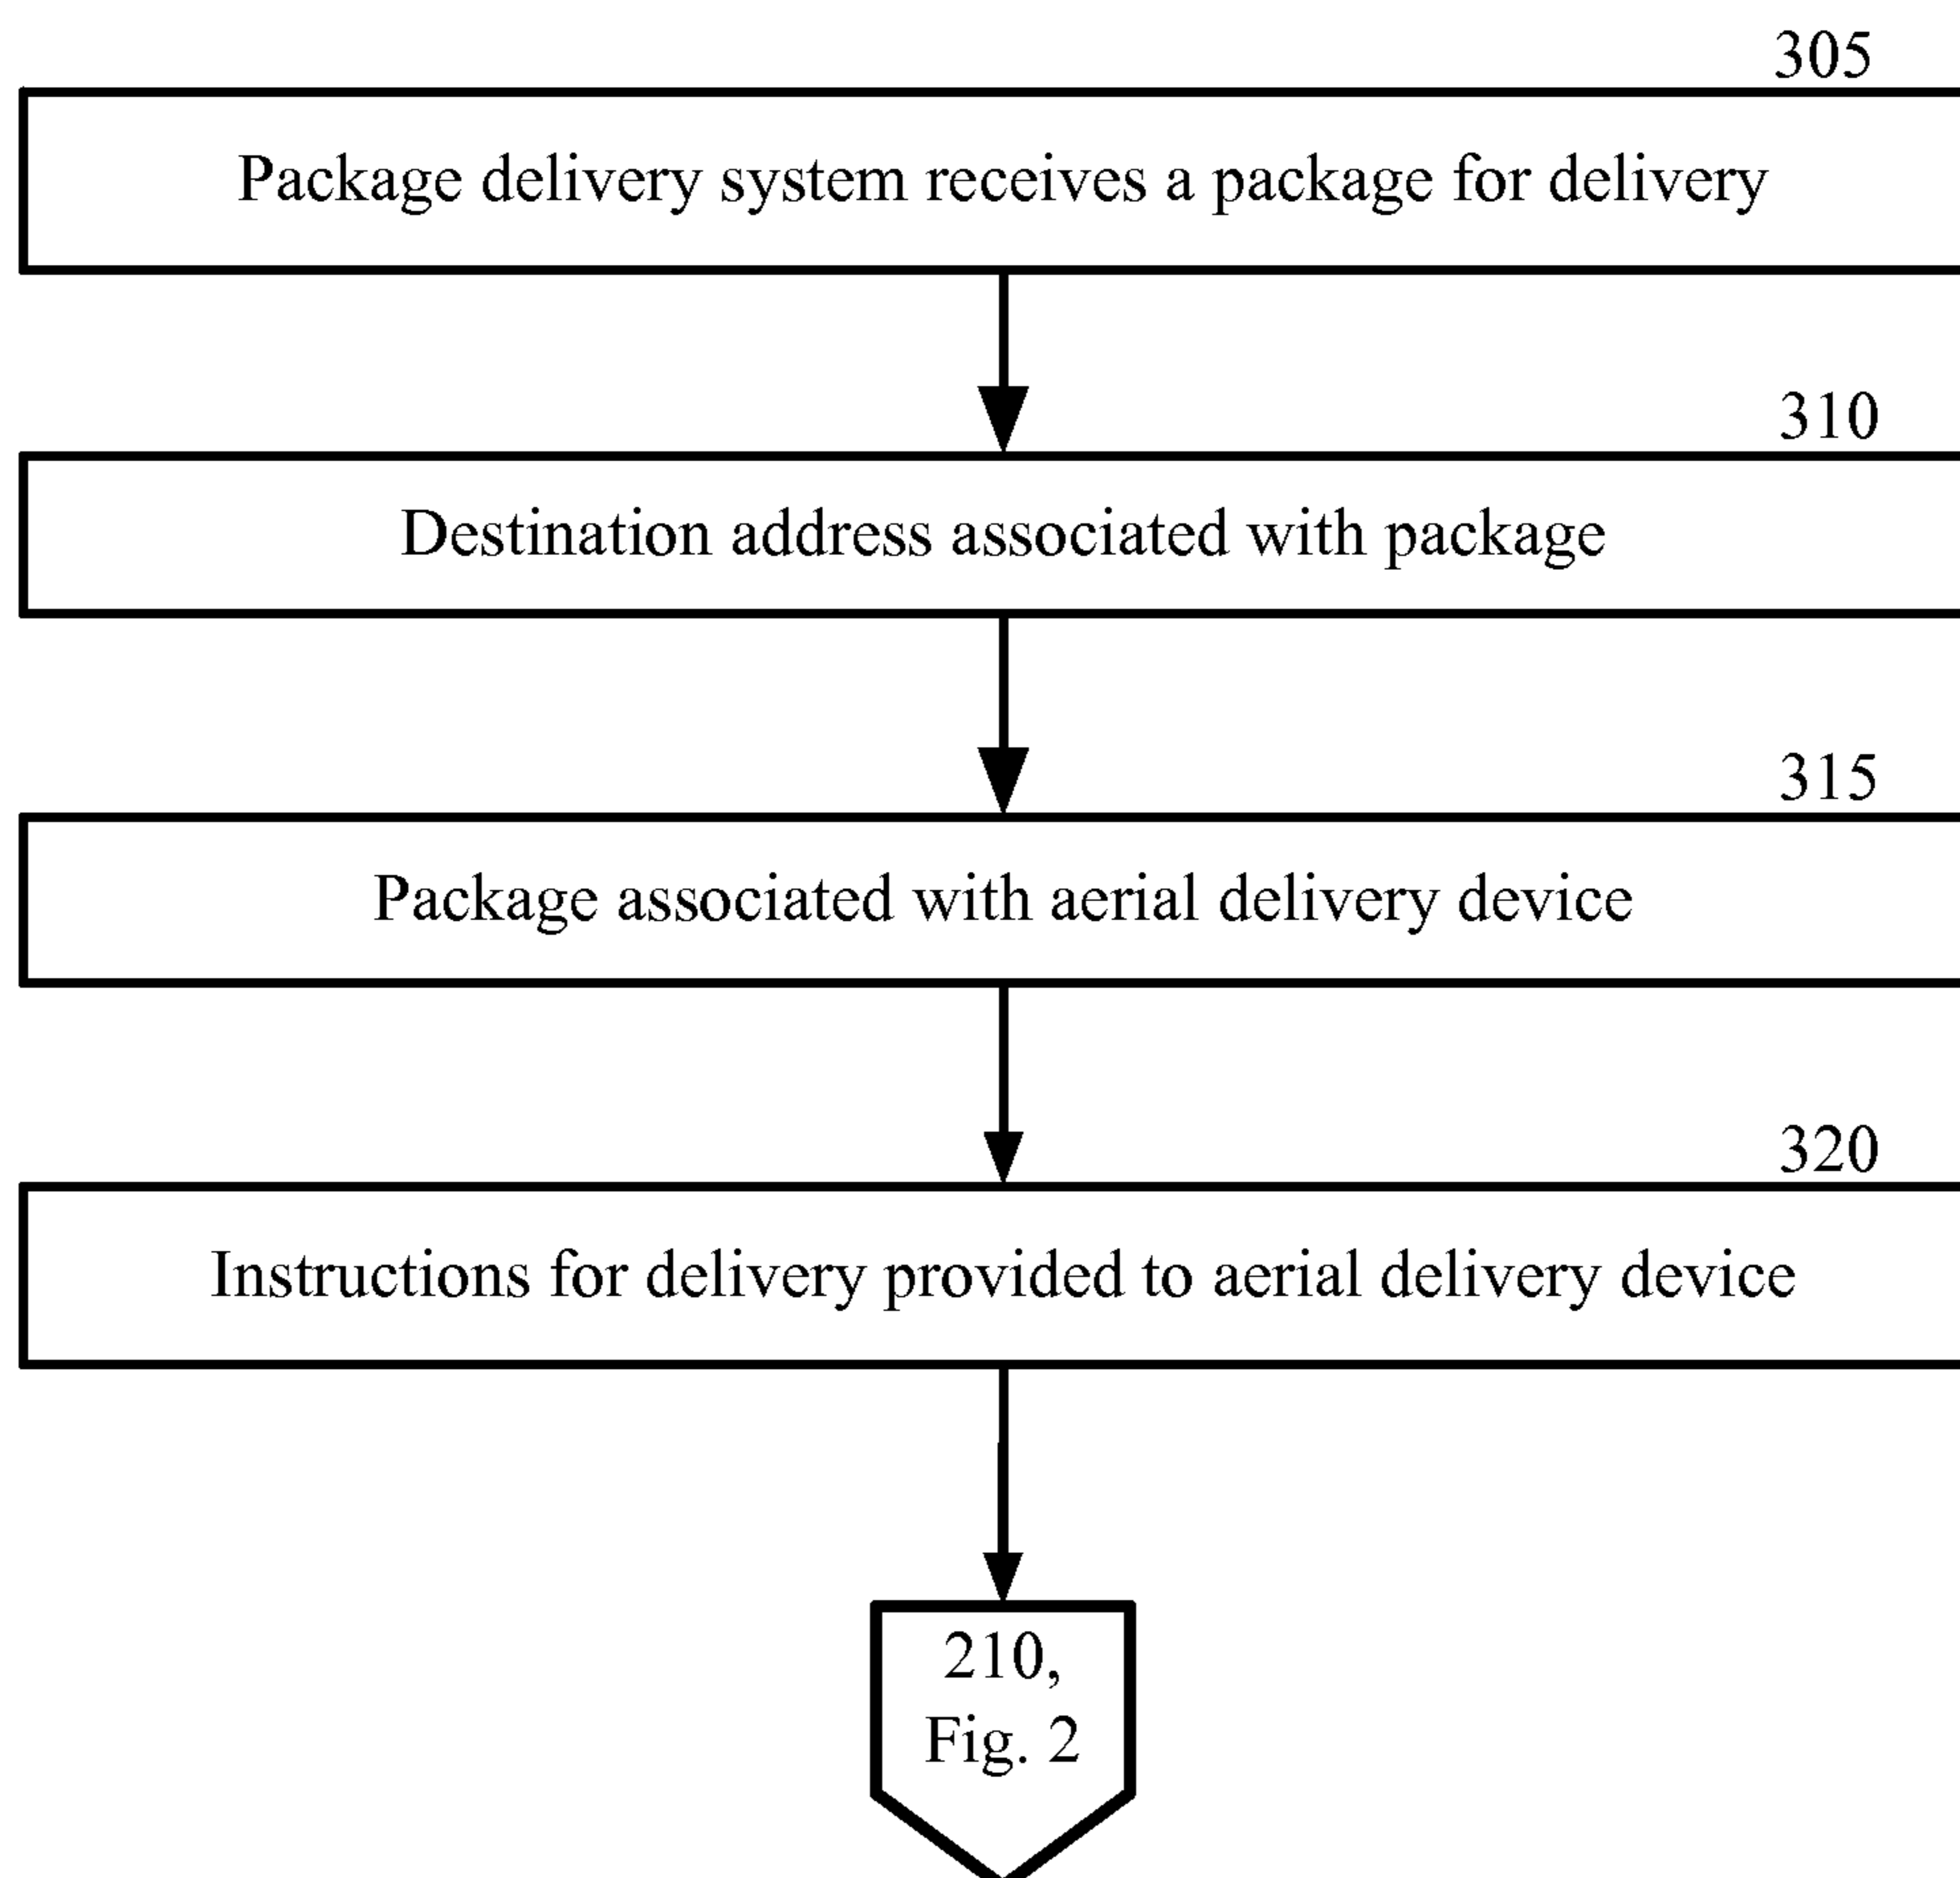 305
Package delivery system receives a package for delivery
310
Destination address associated with package
315
Package associated with aerial delivery device
320
Instructions for delivery provided to aerial delivery device
210,
Fig. 2